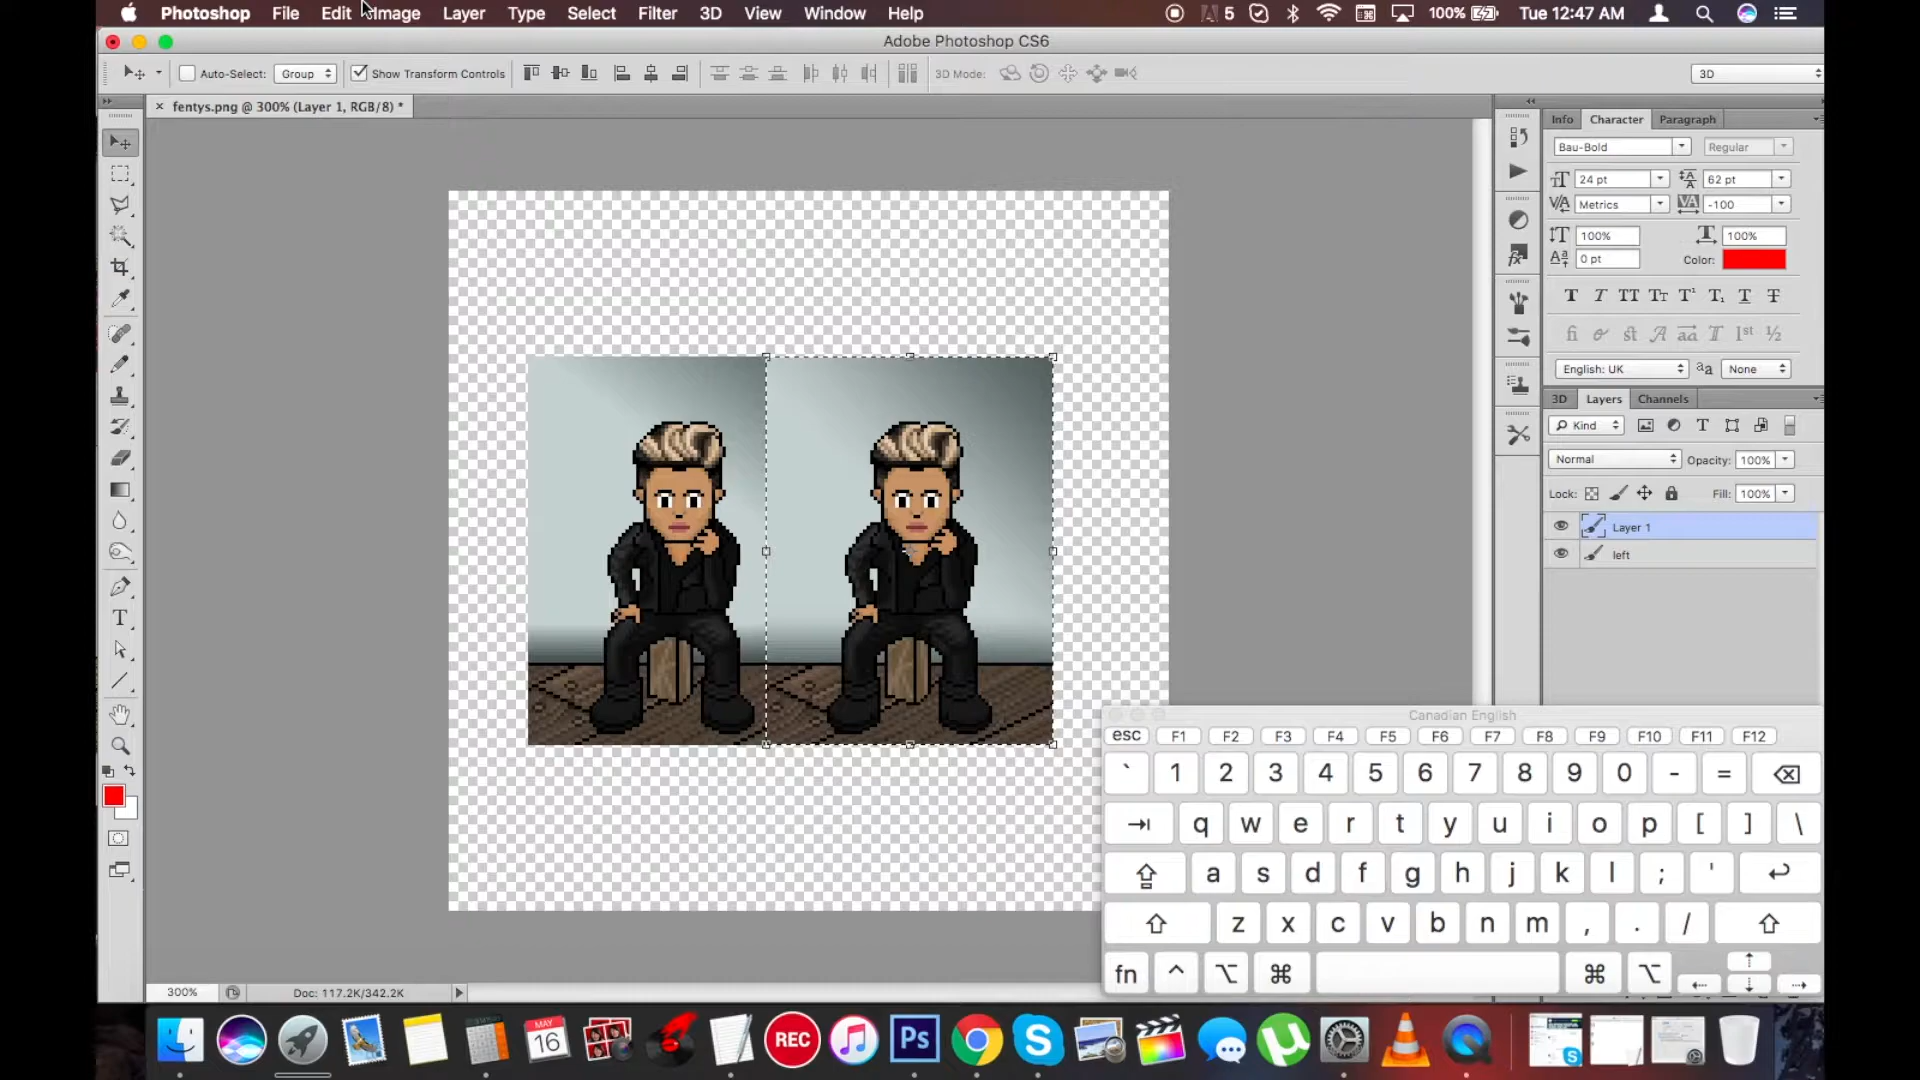 Photoshop File Edit Image Layer Type Select Filter 3D View Window Help 5 100% Tue 12:47 AM
Adobe Photoshop CS6
Auto-Select: Group Show Transform Controls 3D Mode: 3D
fentys.png @ 300% (Layer 1, RGB/8) *
Info Character Paragraph
Bau-Bold Regular
24 pt 62 pt
Metrics -100
100% 100%
0 pt Color:
English: UK None
3D Layers Channels
Kind
Normal Opacity: 100%
Lock: Fill: 100%
Layer 1
left
Canadian English
esc F1 F2 F3 F4 F5 F6 F7 F8 F9 F10 F11 F12
` 1 2 3 4 5 6 7 8 9 0 - =
q w e r t y u i o p [ ] \
a s d f g h j k l ; '
z x c v b n m , . /
fn
300% Doc: 117.2K/342.2K
MAY
16
REC
Ps